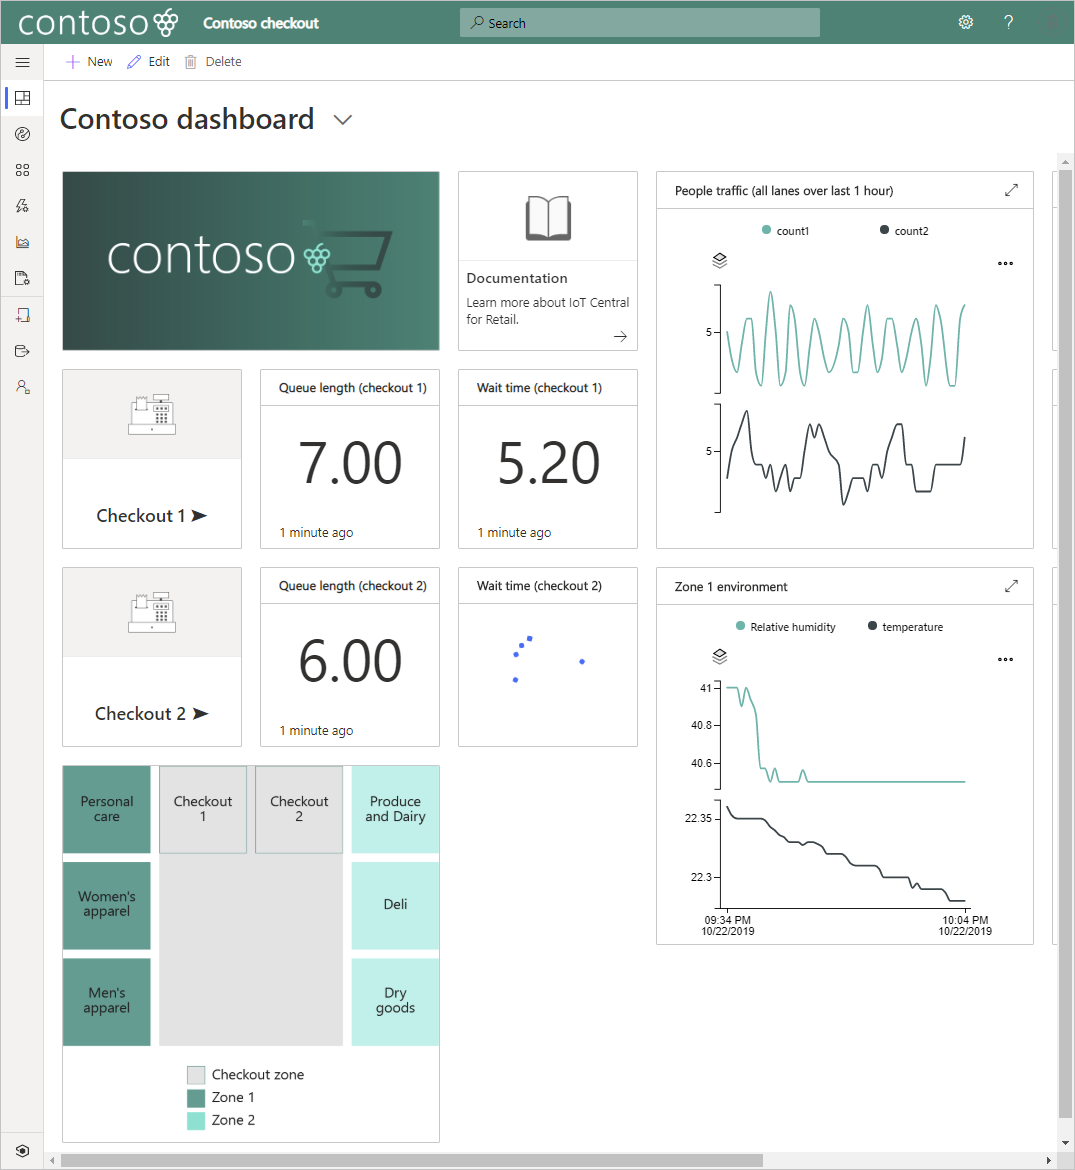 contoso
Contoso checkout
Search
?
New
Edit
Delete
Contoso dashboard
contoso
Documentation
Learn more about IoT Central
for Retail.
People traffic (all lanes over last 1 hour)
count1
count2
5
5
Checkout 1
Queue length (checkout 1)
7.00
1 minute ago
Wait time (checkout 1)
5.20
1 minute ago
Checkout 2
Queue length (checkout 2)
6.00
1 minute ago
Wait time (checkout 2)
Zone 1 environment
Relative humidity
temperature
41
40.8
40.6
22.35
22.3
09:34 PM
10/22/2019
10:04 PM
10/22/2019
Personal
care
Checkout
1
Checkout
2
Produce
and Dairy
Women's
apparel
Deli
Men's
apparel
Dry
goods
Checkout zone
Zone 1
Zone 2